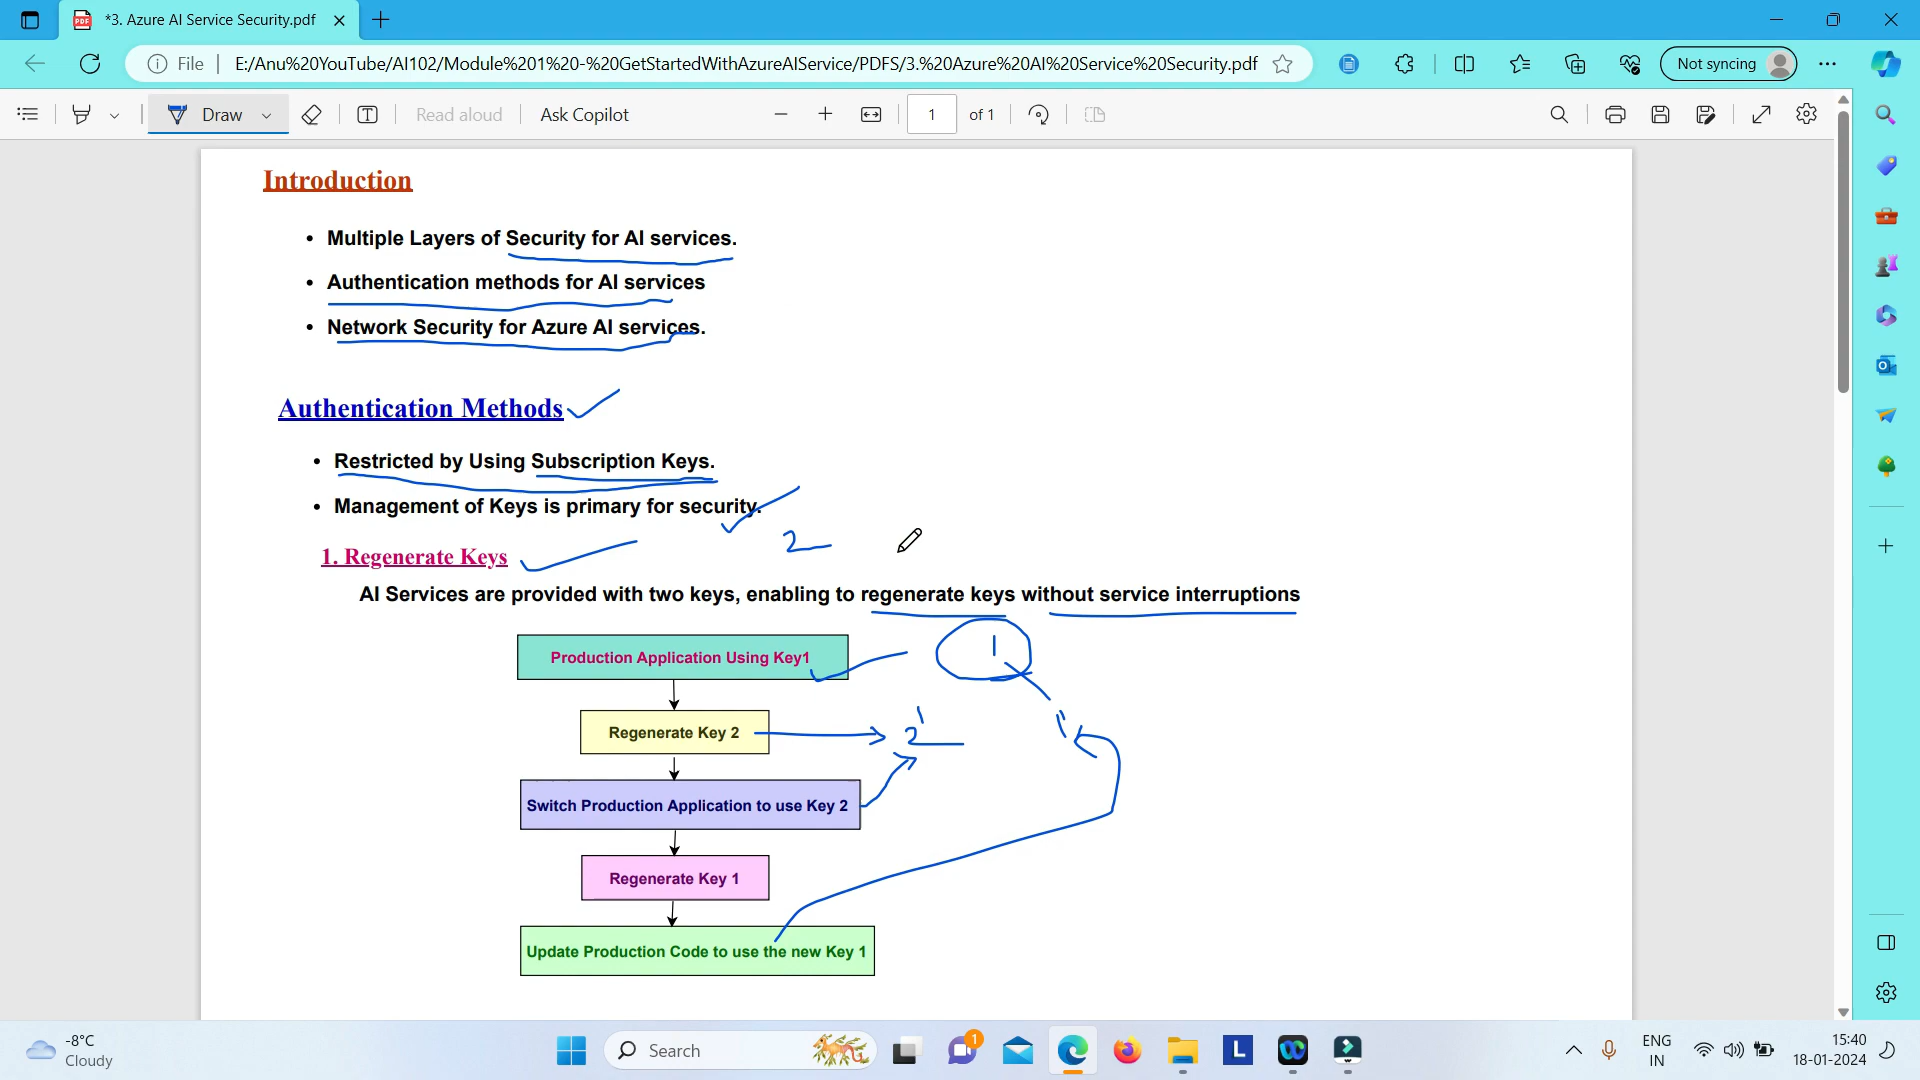 *3. Azure AI Service Security.pdf
File
E:/Anu%20YouTube/AI102/Module%201%20-%20GetStartedWithAzureAIService/PDFS/3.%20Azure%20AI%20Service%20Security.pdf
Not syncing
Draw
Read aloud
Ask Copilot
1
of 1
Introduction
• Multiple Layers of Security for AI services.
• Authentication methods for AI services
• Network Security for Azure AI services.
Authentication Methods
• Restricted by Using Subscription Keys.
• Management of Keys is primary for security.
2
1. Regenerate Keys
AI Services are provided with two keys, enabling to regenerate keys without service interruptions
Production Application Using Key1
1
Regenerate Key 2
2'
1'
Switch Production Application to use Key 2
Regenerate Key 1
Update Production Code to use the new Key 1
-8°C
Cloudy
Search
1
L
ENG
IN
15:40
18-01-2024